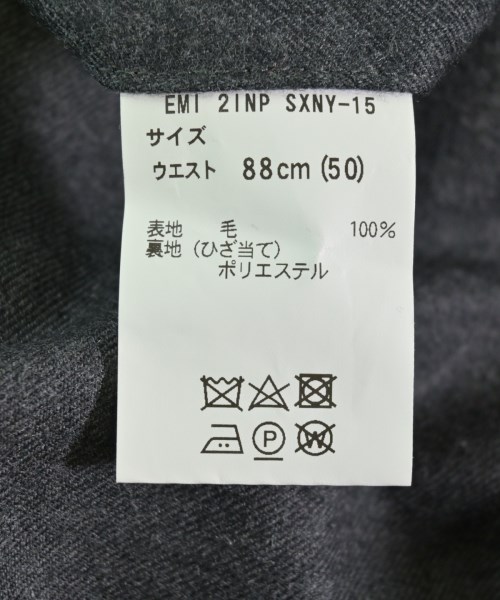 EMI 2INP SXNY-15
サイズ
ウエスト 88cm (50)
表地 毛 100%
裏地 (ひざ当て)
ポリエステル
P W